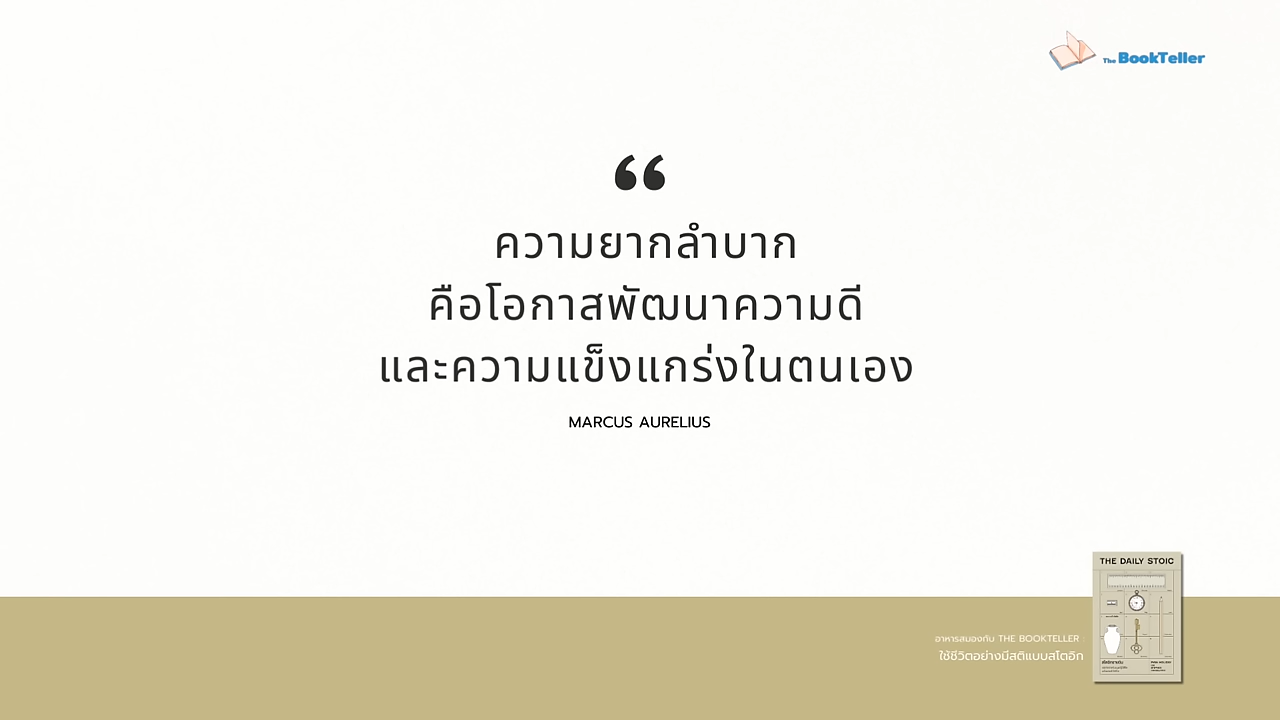 The BookTeller
“
ความยากลำบาก
คือโอกาสพัฒนาความดี
และความแข็งแกร่งในตนเอง
MARCUS AURELIUS
THE DAILY STOIC
อาหารสมองกับ THE BOOKTELLER :
ใช้ชีวิตอย่างมีสติแบบสโตอิก